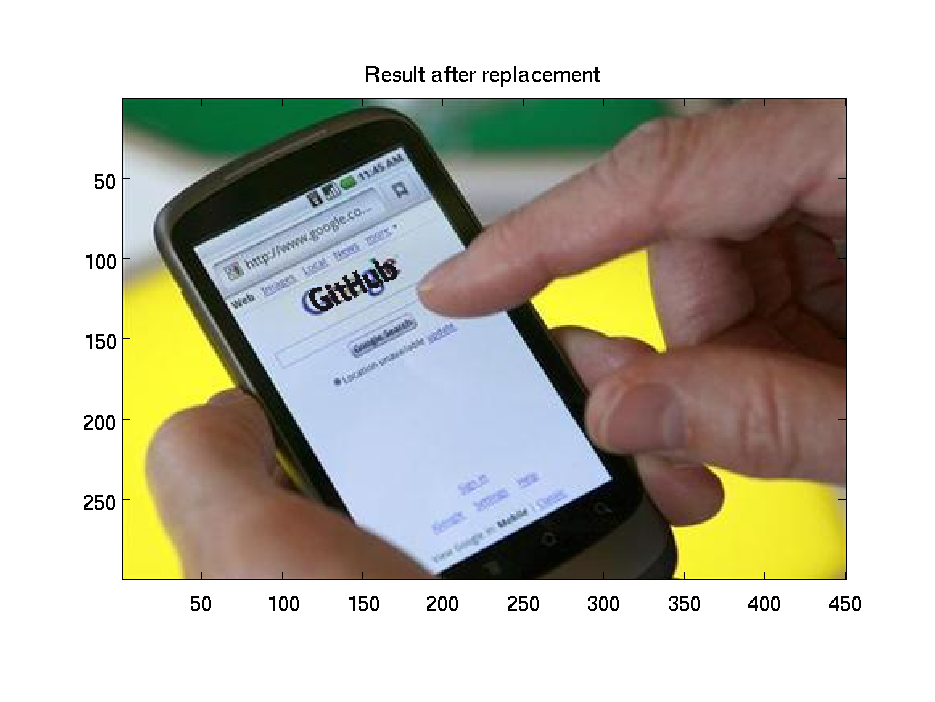 Result after replacement
11:45 AM
http://www.google.co...
Web Images Local News more
GitHub
Google Search
Location unavailable update
Sign in
Google Settings Help
View Google in: Mobile | Classic
50
100
150
200
250
50 100 150 200 250 300 350 400 450